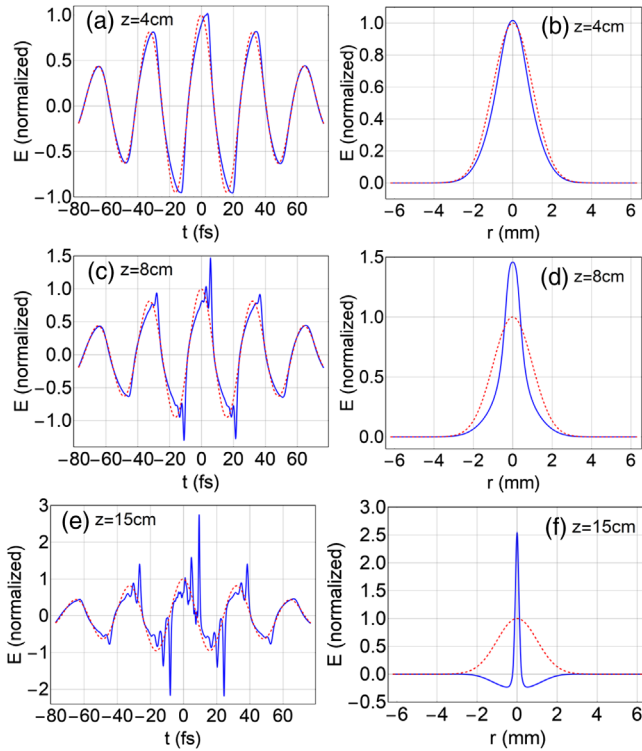 (a) z=4cm
1.0
0.5
0.0
−0.5
−1.0
E (normalized)
−80−60−40−20 0 20 40 60
t (fs)
(b) z=4cm
1.0
0.8
0.6
0.4
0.2
0.0
E (normalized)
−6 −4 −2 0 2 4 6
r (mm)
(c) z=8cm
1.5
1.0
0.5
0.0
−0.5
−1.0
E (normalized)
−80−60−40−20 0 20 40 60
t (fs)
(d) z=8cm
1.5
1.0
0.5
0.0
E (normalized)
−6 −4 −2 0 2 4 6
r (mm)
(e) z=15cm
3
2
1
0
−1
−2
E (normalized)
−80 −60 −40 −20 0 20 40 60
t (fs)
(f) z=15cm
3.0
2.5
2.0
1.5
1.0
0.5
0.0
−0.5
E (normalized)
−6 −4 −2 0 2 4 6
r (mm)